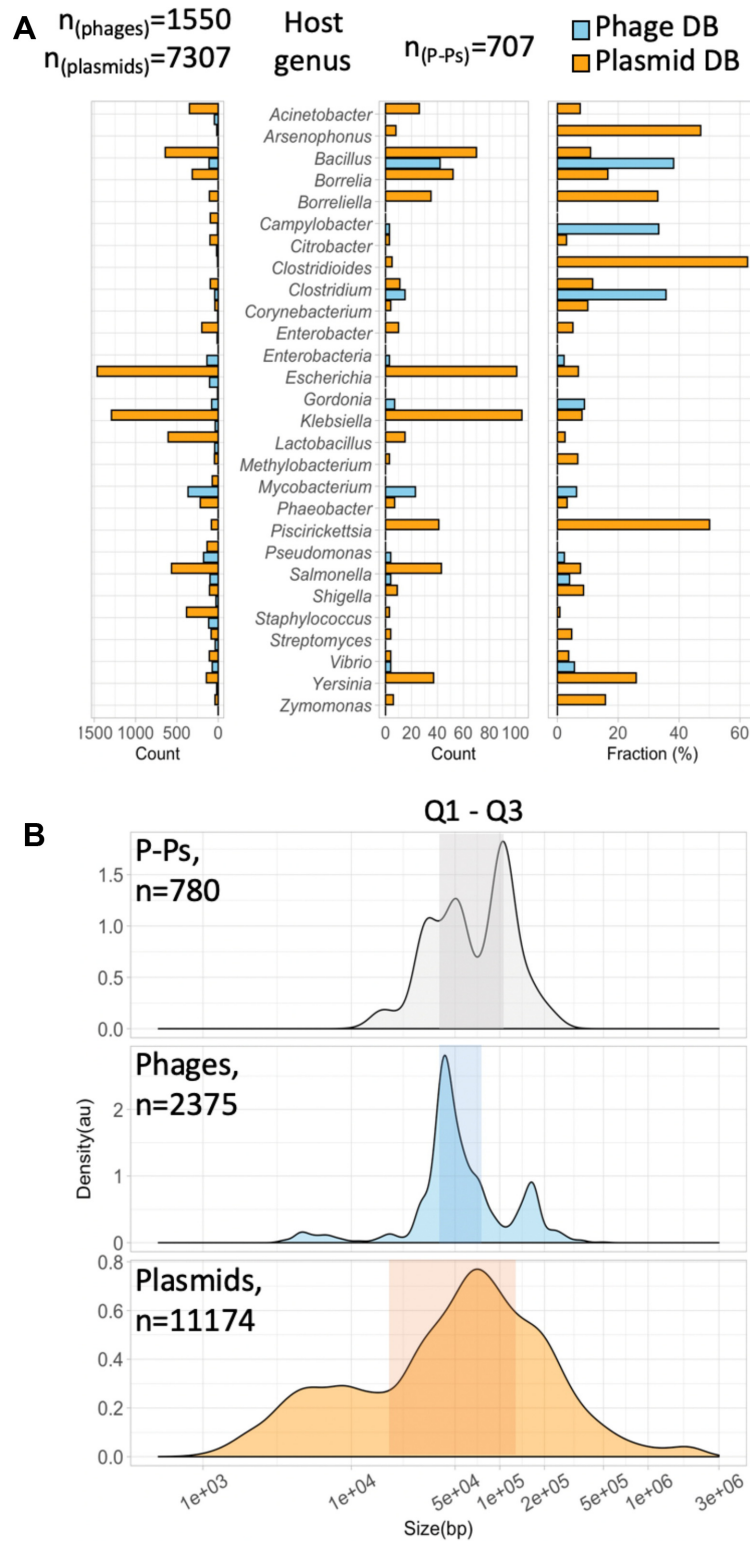 A
n(phages)=1550
n(plasmids)=7307
Host
genus
n(P-Ps)=707
Phage DB
Plasmid DB
Acinetobacter
Arsenophonus
Bacillus
Borrelia
Borreliella
Campylobacter
Citrobacter
Clostridioides
Clostridium
Corynebacterium
Enterobacter
Enterobacteria
Escherichia
Gordonia
Klebsiella
Lactobacillus
Methylobacterium
Mycobacterium
Phaeobacter
Piscirickettsia
Pseudomonas
Salmonella
Shigella
Staphylococcus
Streptomyces
Vibrio
Yersinia
Zymomonas
1500 1000 500 0
Count
0 20 40 60 80 100
Count
0 20 40 60
Fraction (%)
B
Q1 - Q3
P-Ps,
n=780
1.5
1.0
0.5
0.0
Phages,
n=2375
2
1
0
Density(au)
Plasmids,
n=11174
0.8
0.6
0.4
0.2
0.0
1e+03 1e+04 5e+04 1e+05 2e+05 5e+05 1e+06 3e+06
Size(bp)